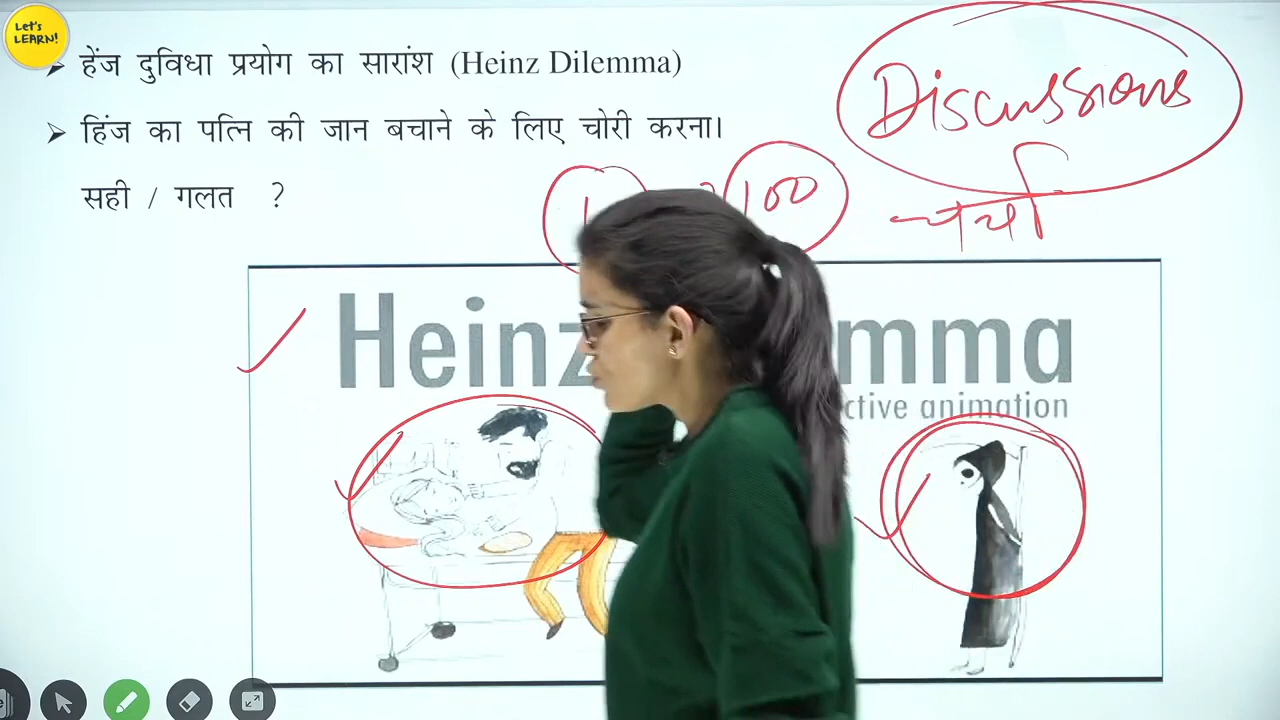 Let's
LEARN!
➢ हेंज दुविधा प्रयोग का सारांश (Heinz Dilemma)
➢ हिंज का पत्नि की जान बचाने के लिए चोरी करना।
सही / गलत ?
Discussions
चर्चा
100
Heinz mma
ctive animation